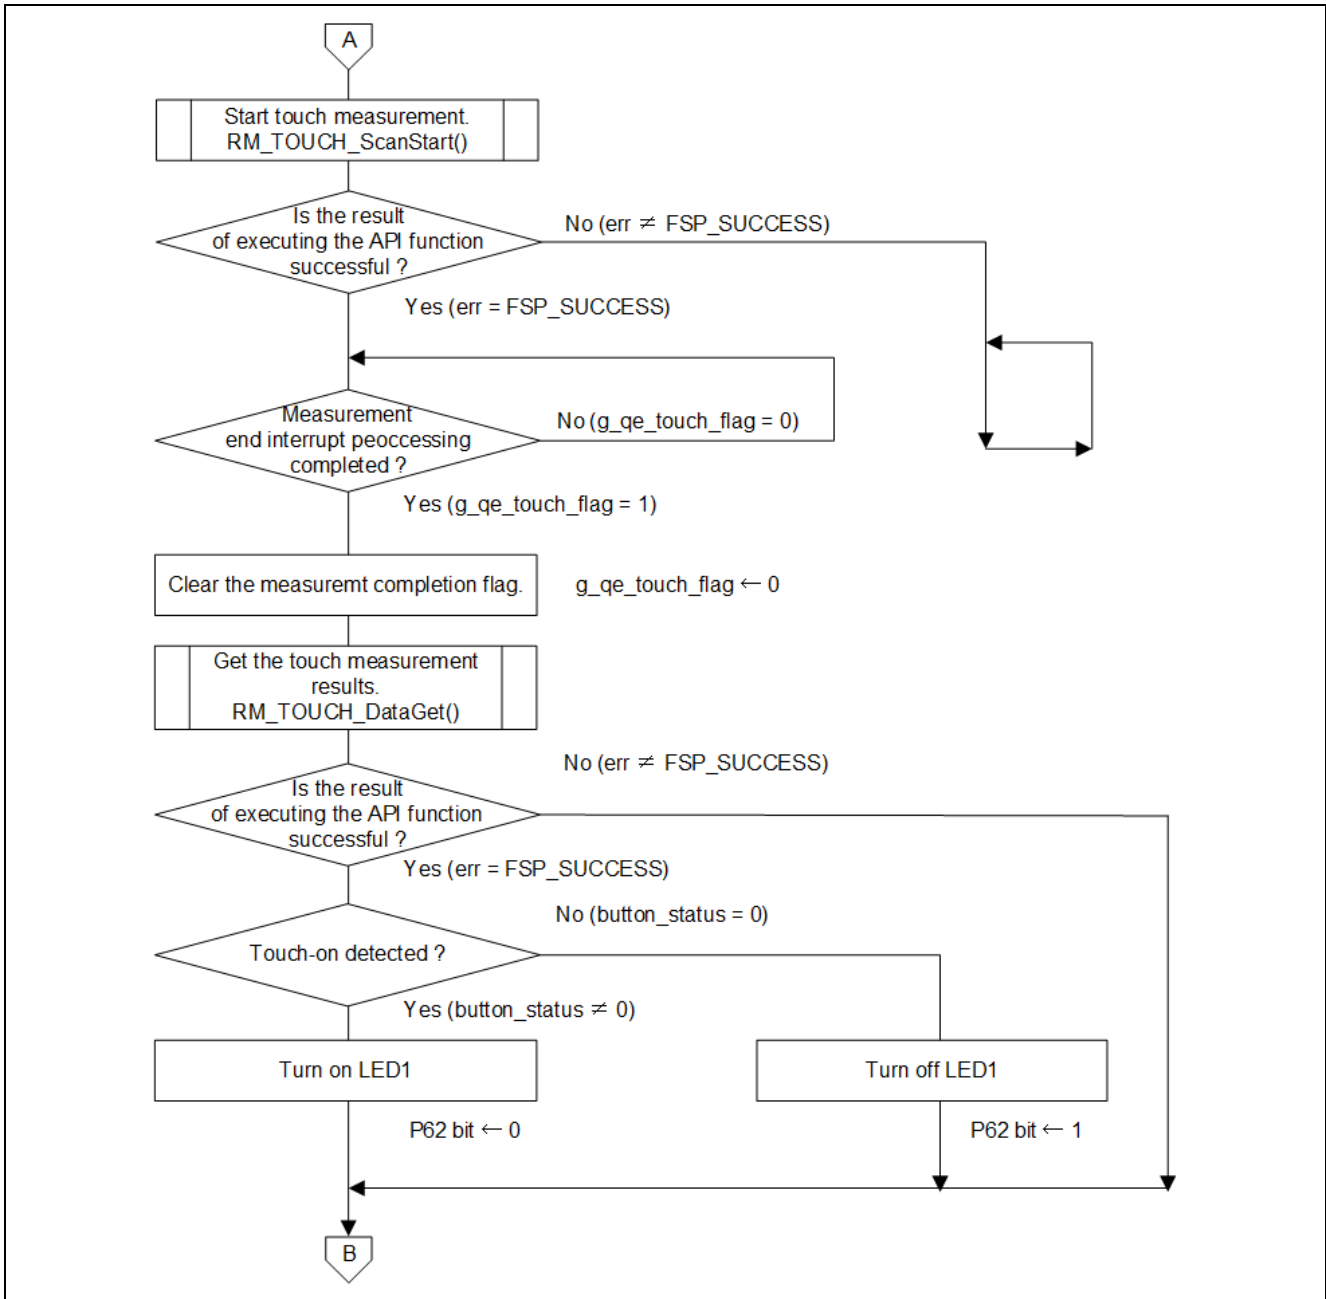 A
Start touch measurement.
RM_TOUCH_ScanStart()
Is the result
of executing the API function
successful ?
No (err ≠ FSP_SUCCESS)
Yes (err = FSP_SUCCESS)
Measurement
end interrupt peoccessing
completed ?
No (g_qe_touch_flag = 0)
Yes (g_qe_touch_flag = 1)
Clear the measuremt completion flag.
g_qe_touch_flag ← 0
Get the touch measurement
results.
RM_TOUCH_DataGet()
No (err ≠ FSP_SUCCESS)
Is the result
of executing the API function
successful ?
Yes (err = FSP_SUCCESS)
No (button_status = 0)
Touch-on detected ?
Yes (button_status ≠ 0)
Turn on LED1
Turn off LED1
P62 bit ← 0
P62 bit ← 1
B